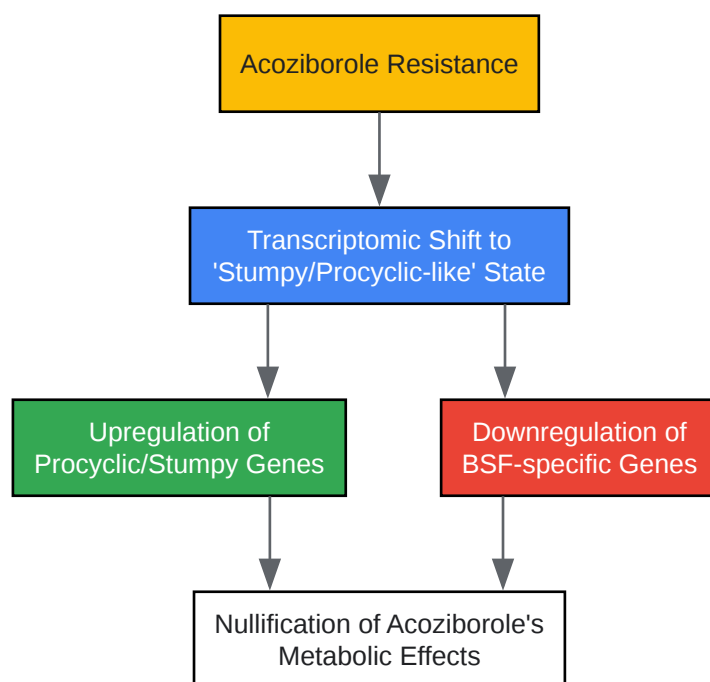 Acoziborole Resistance
Transcriptomic Shift to
'Stumpy/Procyclic-like' State
Upregulation of
Procyclic/Stumpy Genes
Downregulation of
BSF-specific Genes
Nullification of Acoziborole's
Metabolic Effects